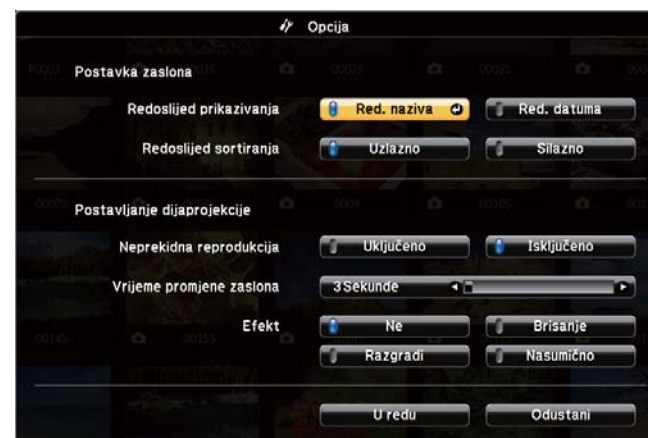 Opcija
Postavka zaslona
Redoslijed prikazivanja Red. naziva Red. datuma
Redoslijed sortiranja Uzlazno Silazno
Postavljanje dijaprojekcije
Neprekidna reprodukcija Uključeno Isključeno
Vrijeme promjene zaslona 3Sekunde
Efekt Ne Brisanje
Razgradi Nasumično
U redu Odustani